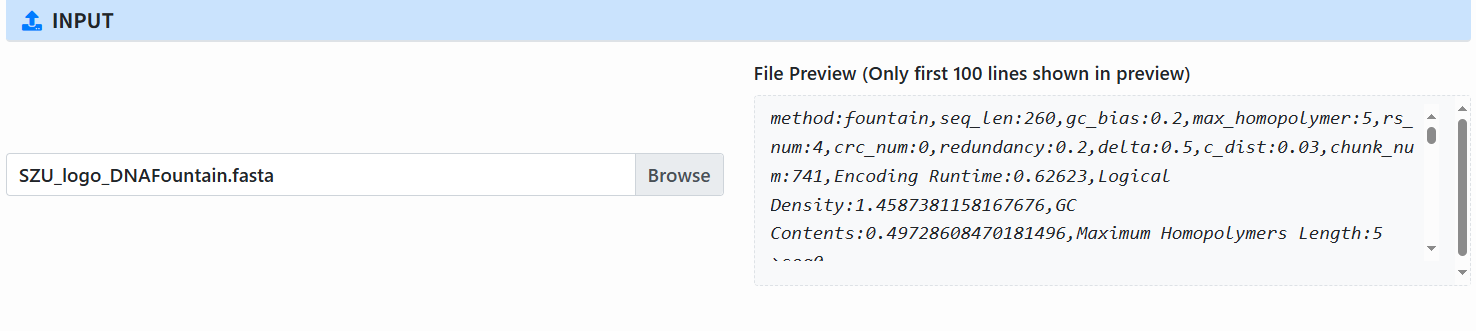 INPUT
File Preview (Only first 100 lines shown in preview)
SZU_logo_DNAFountain.fasta
Browse
method:fountain,seq_len:260,gc_bias:0.2,max_homopolymer:5,rs_
num:4,crc_num:0,redundancy:0.2,delta:0.5,c_dist:0.03,chunk_nu
m:741,Encoding Runtime:0.62623,Logical
Density:1.4587381158167676,GC
Contents:0.49728608470181496,Maximum Homopolymers Length:5
>seq0